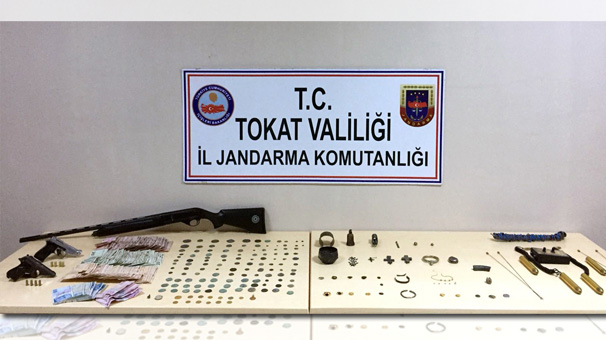 T.C.
TOKAT VALİLİĞİ
İL JANDARMA KOMUTANLIĞI